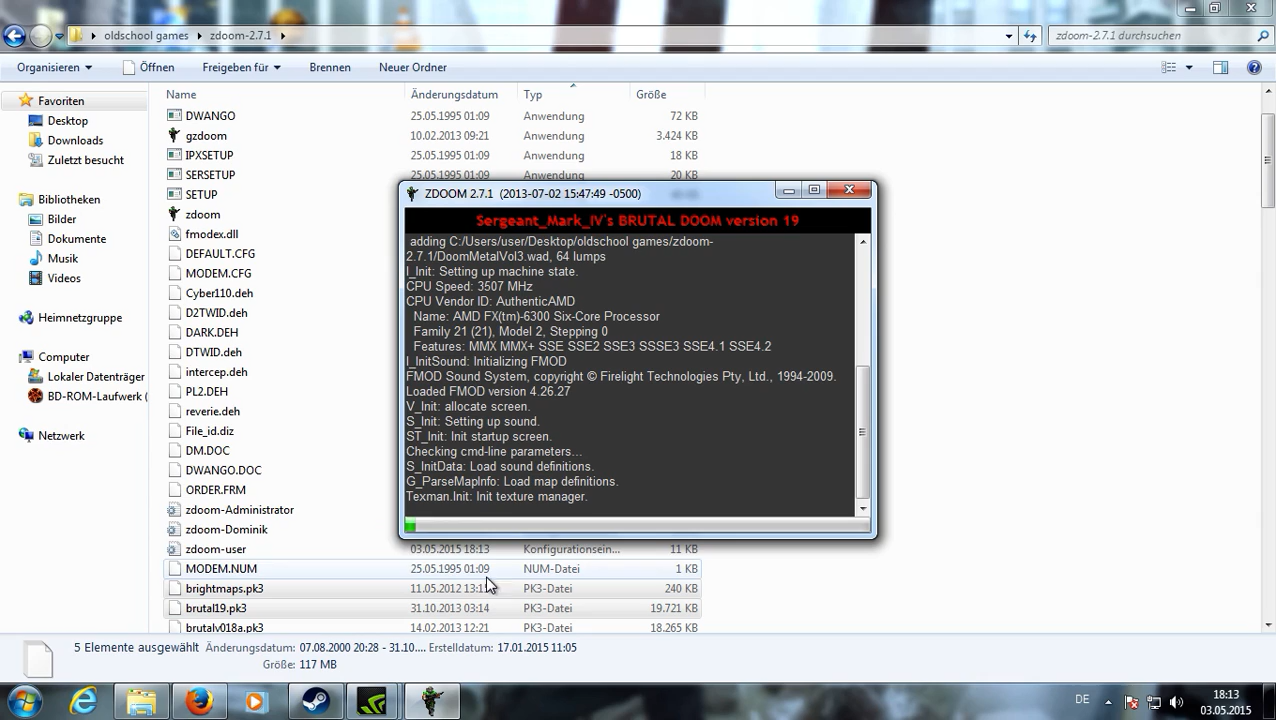 oldschool games
zdoom-2.7.1
zdoom-2.7.1 durchsuchen
Organisieren
Öffnen
Freigeben für
Brennen
Neuer Ordner
Favoriten
Desktop
Downloads
Zuletzt besucht
Bibliotheken
Bilder
Dokumente
Musik
Videos
Heimnetzgruppe
Computer
Lokaler Datenträger
BD-ROM-Laufwerk (
Netzwerk
Name Änderungsdatum Typ Größe
DWANGO 25.05.1995 01:09 Anwendung 72 KB
gzdoom 10.02.2013 09:21 Anwendung 3.424 KB
IPXSETUP 25.05.1995 01:09 Anwendung 18 KB
SERSETUP 25.05.1995 01:09 Anwendung 20 KB
SETUP
zdoom
fmodex.dll
DEFAULT.CFG
MODEM.CFG
Cyber110.deh
D2TWID.deh
DARK.DEH
DTWID.deh
intercep.deh
PL2.DEH
reverie.deh
File_id.diz
DM.DOC
DWANGO.DOC
ORDER.FRM
zdoom-Administrator
zdoom-Dominik
zdoom-user 03.05.2015 18:13 Konfigurationsein... 11 KB
MODEM.NUM 25.05.1995 01:09 NUM-Datei 1 KB
brightmaps.pk3 11.05.2012 PK3-Datei 240 KB
brutal19.pk3 31.10.2013 03:14 PK3-Datei 19.721 KB
brutalv018a.pk3 14.02.2013 12:21 PK3-Datei 18.265 KB
ZDOOM 2.7.1 (2013-07-02 15:47:49 -0500)
Sergeant_Mark_IV's BRUTAL DOOM version 19
adding C:/Users/user/Desktop/oldschool games/zdoom-
2.7.1/DoomMetalVol3.wad, 64 lumps
I_Init: Setting up machine state.
CPU Speed: 3507 MHz
CPU Vendor ID: AuthenticAMD
Name: AMD FX(tm)-6300 Six-Core Processor
Family 21 (21), Model 2, Stepping 0
Features: MMX MMX+ SSE SSE2 SSE3 SSSE3 SSE4.1 SSE4.2
I_InitSound: Initializing FMOD
FMOD Sound System, copyright © Firelight Technologies Pty, Ltd., 1994-2009.
Loaded FMOD version 4.26.27
V_Init: allocate screen.
S_Init: Setting up sound.
ST_Init: Init startup screen.
Checking cmd-line parameters...
S_InitData: Load sound definitions.
G_ParseMapInfo: Load map definitions.
Texman.Init: Init texture manager.
5 Elemente ausgewählt Änderungsdatum: 07.08.2000 20:28 - 31.10.... Erstelldatum: 17.01.2015 11:05
Größe: 117 MB
DE
18:13
03.05.2015